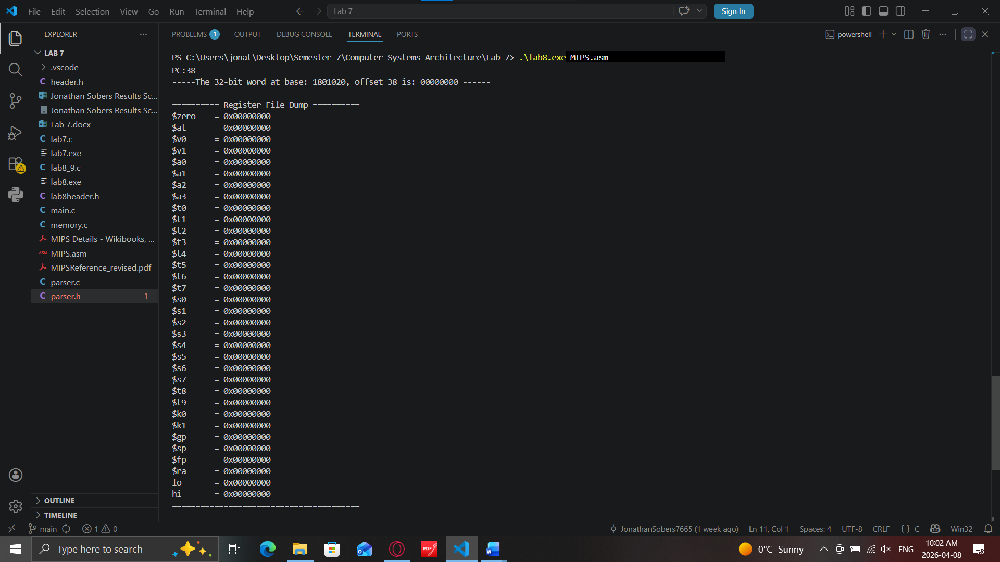 File Edit Selection View Go Run Terminal Help
Lab 7
Sign In
EXPLORER
LAB 7
.vscode
header.h
Jonathan Sobers Results Sc...
Jonathan Sobers Results Sc...
Lab 7.docx
lab7.c
lab7.exe
lab8_9.c
lab8.exe
lab8header.h
main.c
memory.c
MIPS Details - Wikibooks, ...
ASM MIPS.asm
MIPSReference_revised.pdf
parser.c
parser.h 1
OUTLINE
TIMELINE
PROBLEMS 1 OUTPUT DEBUG CONSOLE TERMINAL PORTS
powershell
PS C:\Users\jonat\Desktop\Semester 7\Computer Systems Architecture\Lab 7> .\lab8.exe MIPS.asm
PC:38
-----The 32-bit word at base: 1801020, offset 38 is: 00000000 ------
========== Register File Dump ==========
$zero = 0x00000000
$at = 0x00000000
$v0 = 0x00000000
$v1 = 0x00000000
$a0 = 0x00000000
$a1 = 0x00000000
$a2 = 0x00000000
$a3 = 0x00000000
$t0 = 0x00000000
$t1 = 0x00000000
$t2 = 0x00000000
$t3 = 0x00000000
$t4 = 0x00000000
$t5 = 0x00000000
$t6 = 0x00000000
$t7 = 0x00000000
$s0 = 0x00000000
$s1 = 0x00000000
$s2 = 0x00000000
$s3 = 0x00000000
$s4 = 0x00000000
$s5 = 0x00000000
$s6 = 0x00000000
$s7 = 0x00000000
$t8 = 0x00000000
$t9 = 0x00000000
$k0 = 0x00000000
$k1 = 0x00000000
$gp = 0x00000000
$sp = 0x00000000
$fp = 0x00000000
$ra = 0x00000000
lo = 0x00000000
hi = 0x00000000
========================================
main 1 0 JonathanSobers7665 (1 week ago) Ln 11, Col 1 Spaces: 4 UTF-8 CRLF { } C Win32
Type here to search
PDF
0°C Sunny
ENG
10:02 AM
2026-04-08